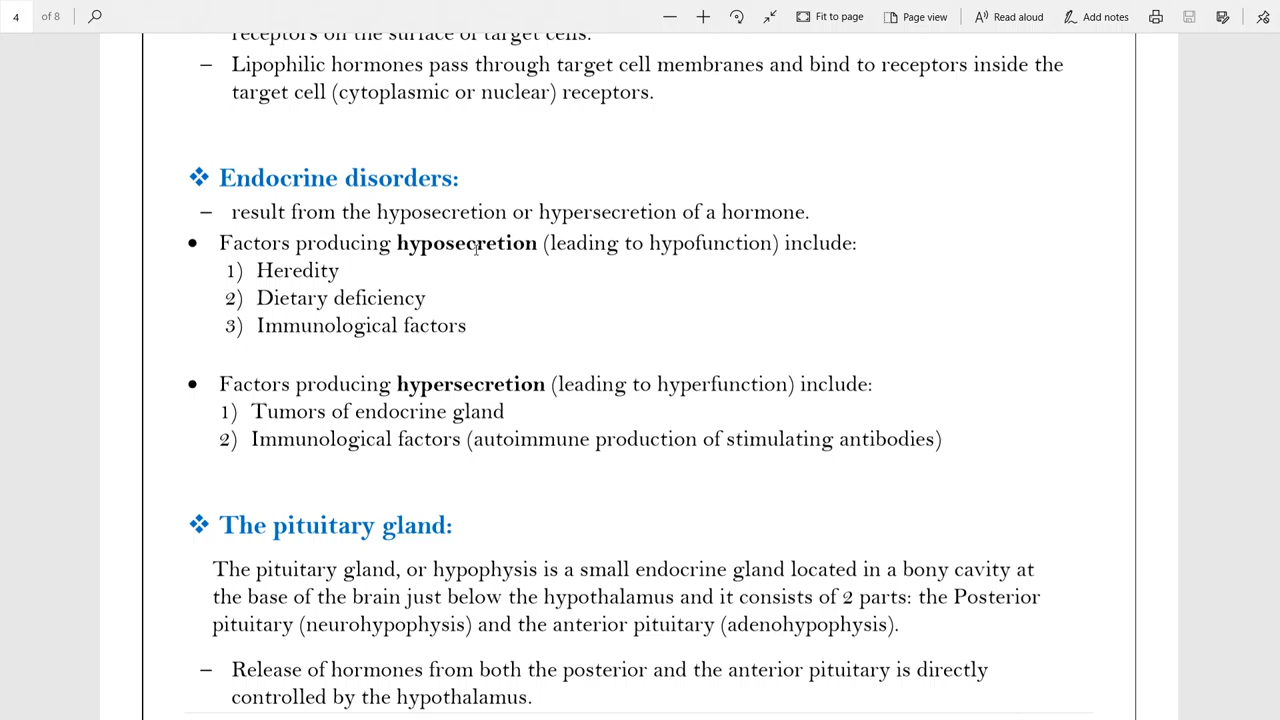 4 of 8 Fit to page Page view Read aloud Add notes
receptors on the surface of target cells.
– Lipophilic hormones pass through target cell membranes and bind to receptors inside the
target cell (cytoplasmic or nuclear) receptors.
❖ Endocrine disorders:
– result from the hyposecretion or hypersecretion of a hormone.
• Factors producing hyposecretion (leading to hypofunction) include:
1) Heredity
2) Dietary deficiency
3) Immunological factors
• Factors producing hypersecretion (leading to hyperfunction) include:
1) Tumors of endocrine gland
2) Immunological factors (autoimmune production of stimulating antibodies)
❖ The pituitary gland:
The pituitary gland, or hypophysis is a small endocrine gland located in a bony cavity at
the base of the brain just below the hypothalamus and it consists of 2 parts: the Posterior
pituitary (neurohypophysis) and the anterior pituitary (adenohypophysis).
– Release of hormones from both the posterior and the anterior pituitary is directly
controlled by the hypothalamus.